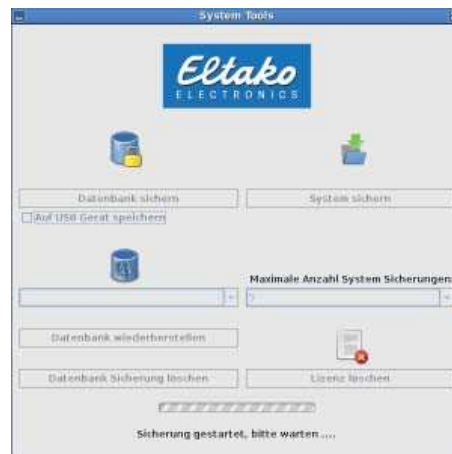 System Tools
Eltako
ELECTRONICS
Datenbank sichern
System sichern
Auf USB Gerät speichern
Maximale Anzahl System Sicherungen:
Datenbank wiederherstellen
Datenbank Sicherung löschen
Lizenz löschen
Sicherung gestartet, bitte warten ....